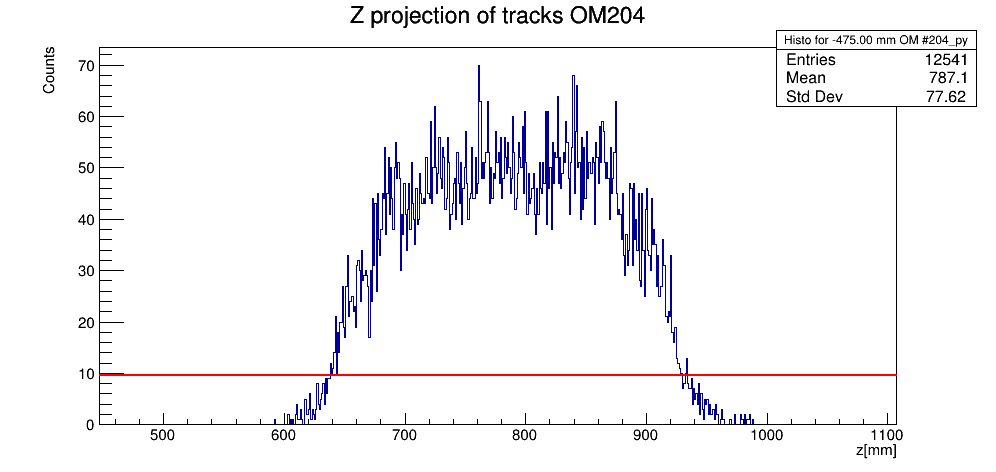 Z projection of tracks OM204
Histo for -475.00 mm OM #204_py
Entries 12541
Mean 787.1
Std Dev 77.62
Counts
70
60
50
40
30
20
10
0
500 600 700 800 900 1000 1100
z[mm]